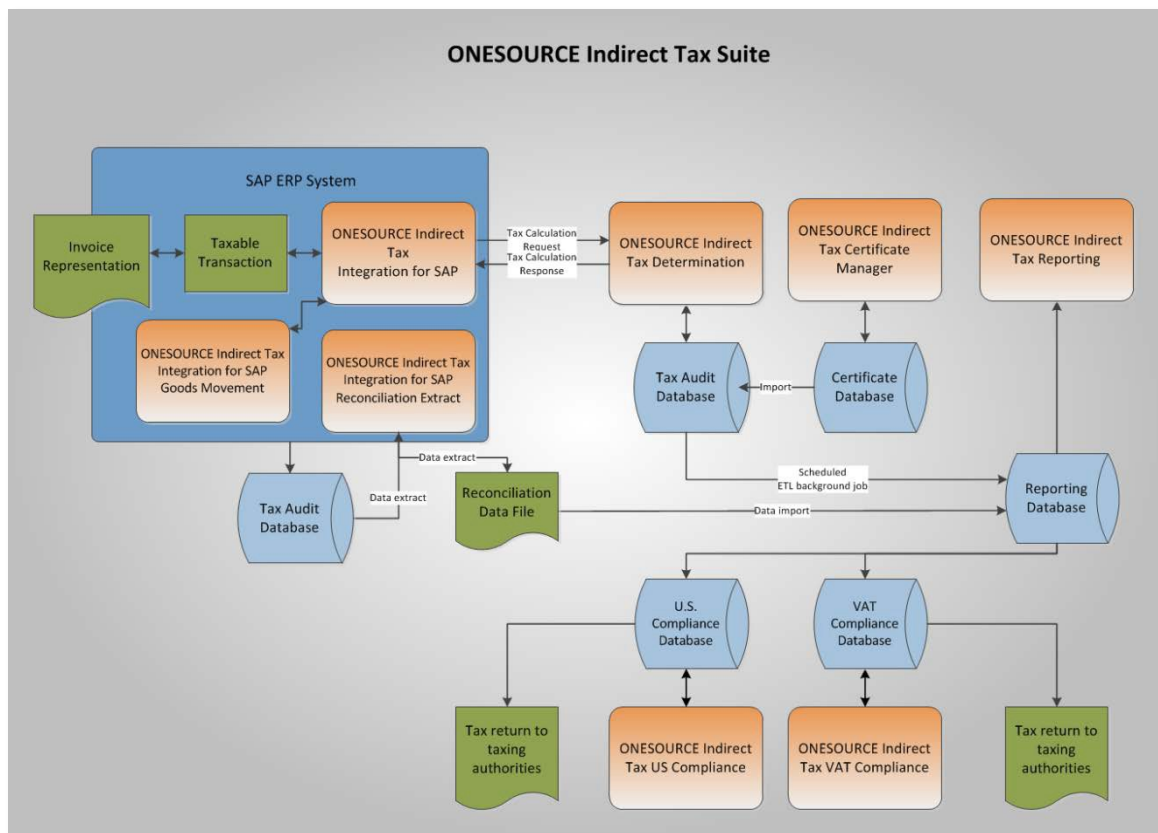 ONESOURCE Indirect Tax Suite
SAP ERP System
Invoice
Representation
Taxable
Transaction
ONESOURCE Indirect
Tax
Integration for SAP
Tax Calculation
Request
Tax Calculation
Response
ONESOURCE Indirect
Tax Determination
ONESOURCE Indirect
Tax Certificate
Manager
ONESOURCE Indirect
Tax Reporting
ONESOURCE Indirect Tax
Integration for SAP
Goods Movement
ONESOURCE Indirect Tax
Integration for SAP
Reconciliation Extract
Tax Audit
Database
Import
Certificate
Database
Data extract
Scheduled
ETL background job
Tax Audit
Database
Data extract
Reconciliation
Data File
Data import
Reporting
Database
U.S.
Compliance
Database
VAT
Compliance
Database
Tax return to
taxing
authorities
ONESOURCE Indirect
Tax US Compliance
ONESOURCE Indirect
Tax VAT Compliance
Tax return to
taxing
authorities